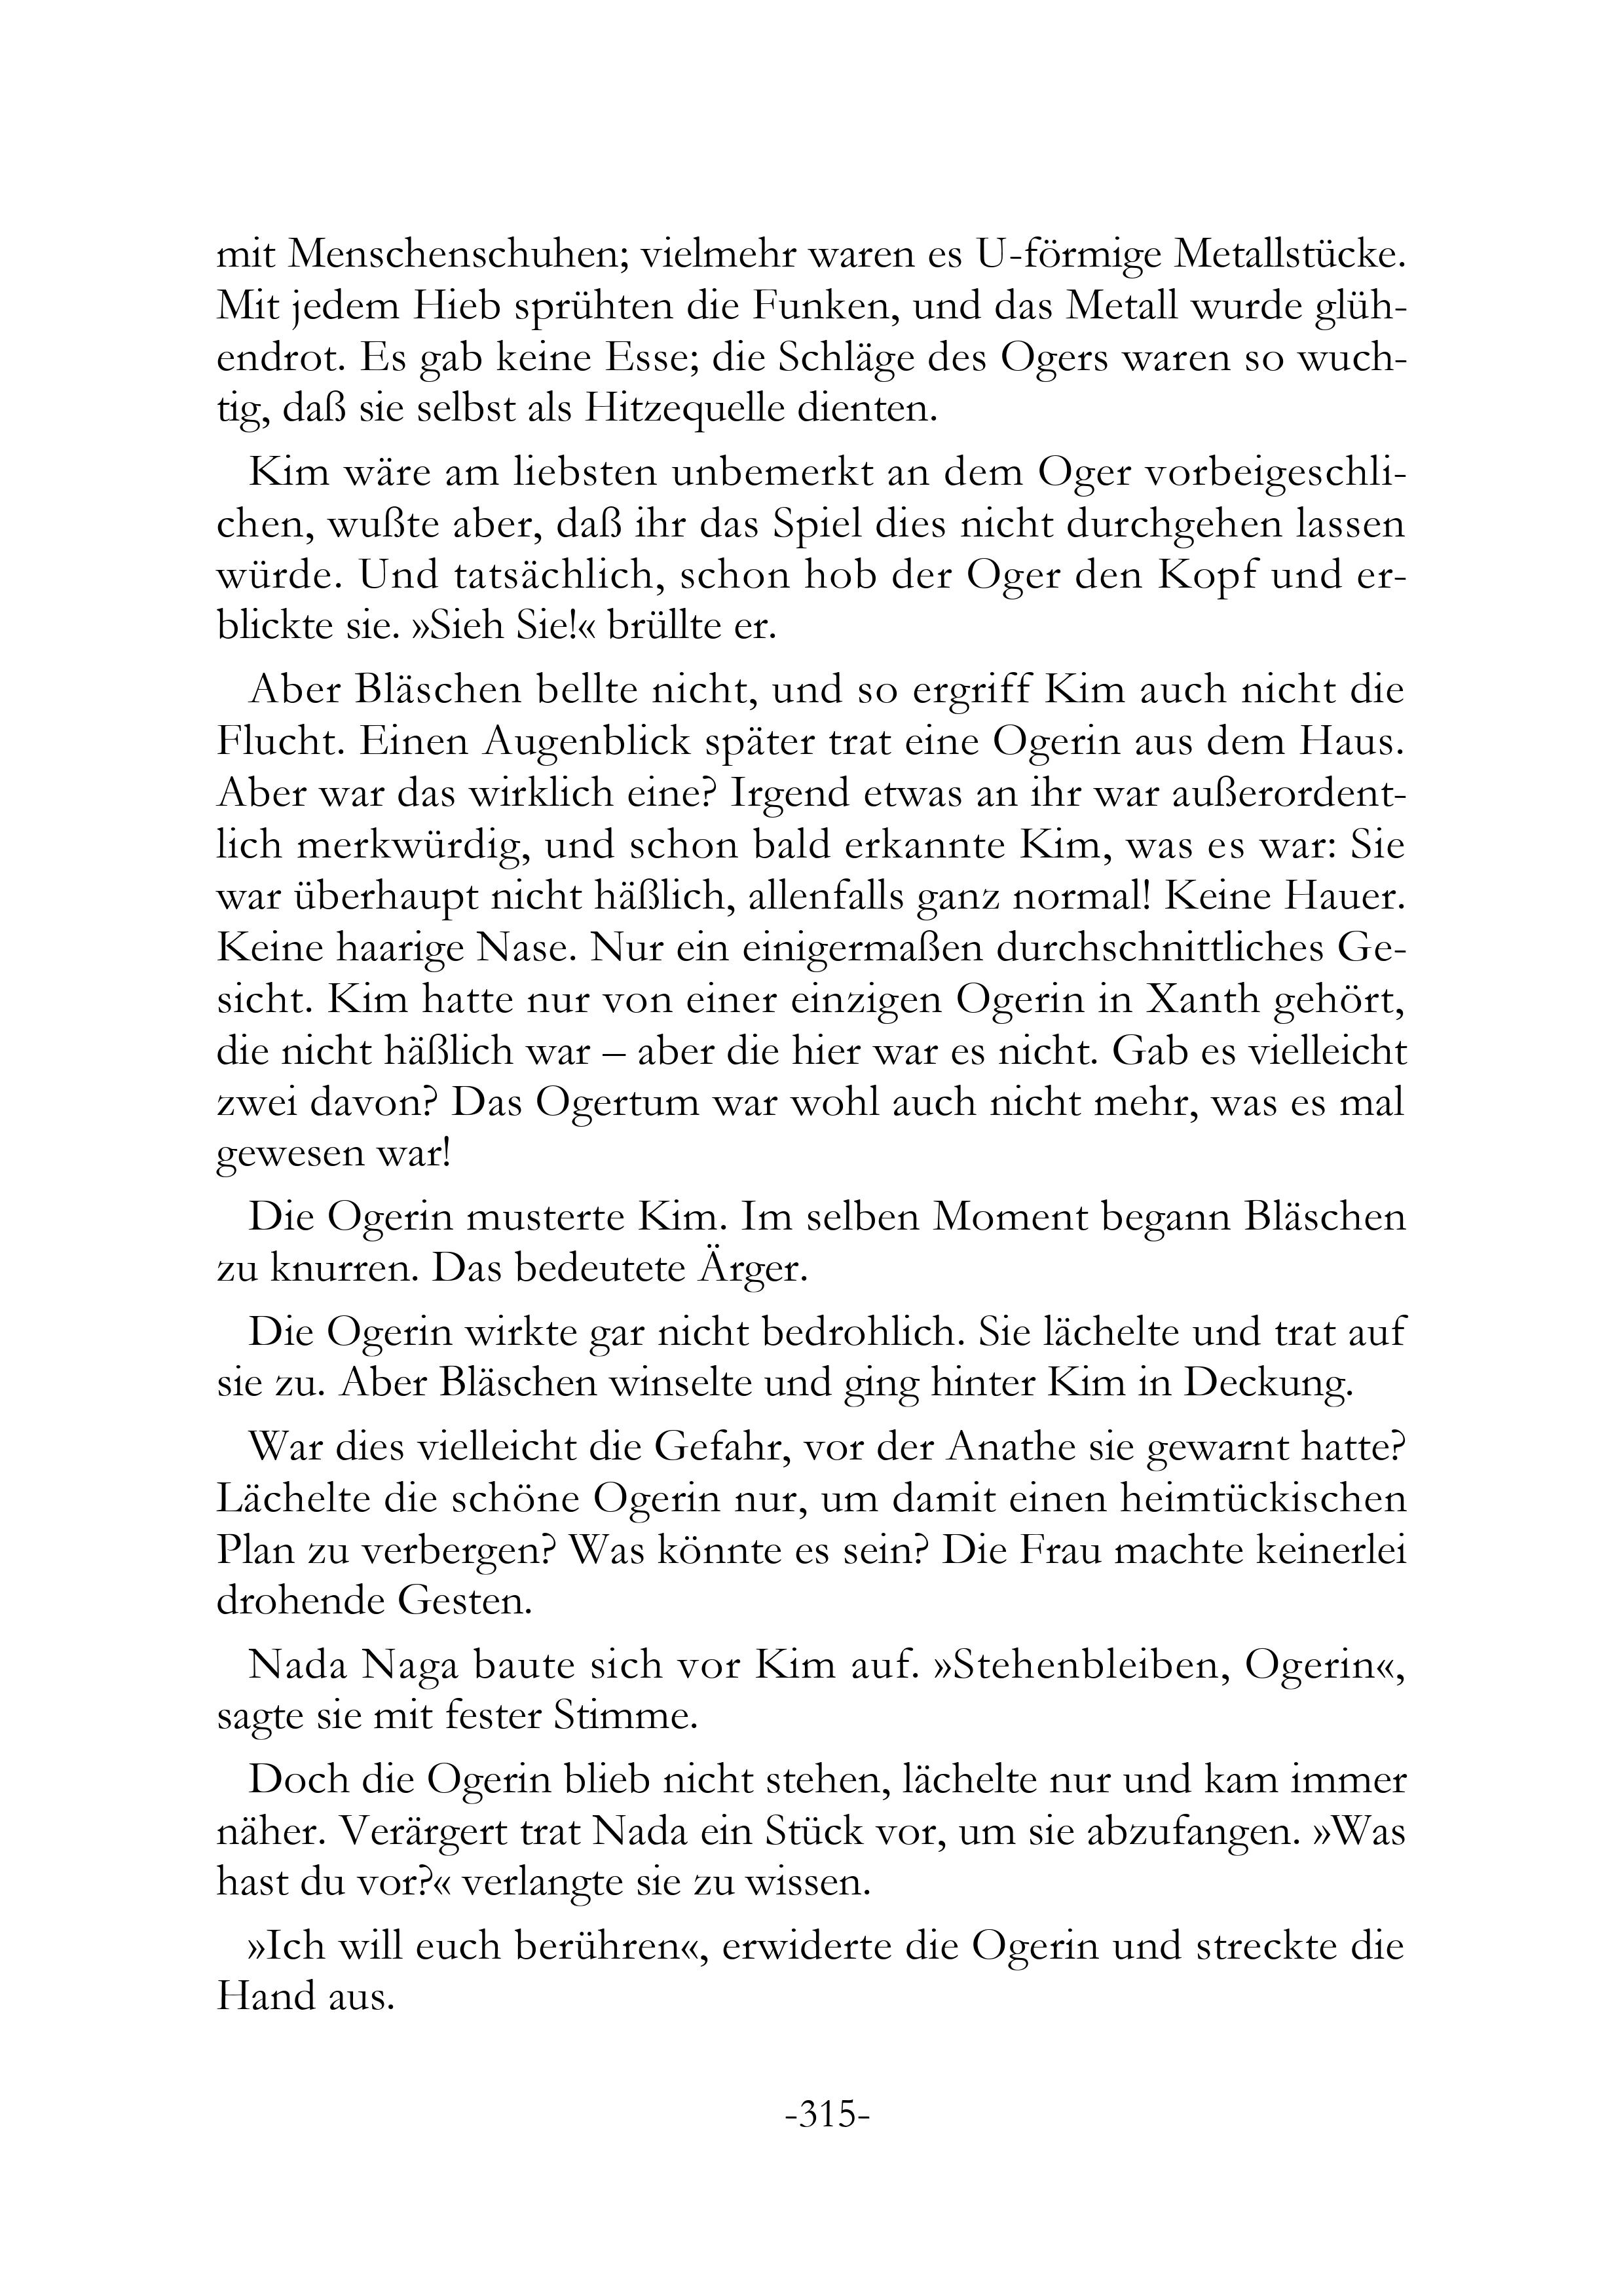 mit Menschenschuhen; vielmehr waren es U-förmige Metallstücke.
Mit jedem Hieb sprühten die Funken, und das Metall wurde glüh-
endrot. Es gab keine Esse; die Schläge des Ogers waren so wuch-
tig, daß sie selbst als Hitzequelle dienten.
Kim wäre am liebsten unbemerkt an dem Oger vorbeigeschli-
chen, wußte aber, daß ihr das Spiel dies nicht durchgehen lassen
würde. Und tatsächlich, schon hob der Oger den Kopf und er-
blickte sie. »Sieh Sie!« brüllte er.
Aber Bläschen bellte nicht, und so ergriff Kim auch nicht die
Flucht. Einen Augenblick später trat eine Ogerin aus dem Haus.
Aber war das wirklich eine? Irgend etwas an ihr war außerordent-
lich merkwürdig, und schon bald erkannte Kim, was es war: Sie
war überhaupt nicht häßlich, allenfalls ganz normal! Keine Hauer.
Keine haarige Nase. Nur ein einigermaßen durchschnittliches Ge-
sicht. Kim hatte nur von einer einzigen Ogerin in Xanth gehört,
die nicht häßlich war – aber die hier war es nicht. Gab es vielleicht
zwei davon? Das Ogertum war wohl auch nicht mehr, was es mal
gewesen war!
Die Ogerin musterte Kim. Im selben Moment begann Bläschen
zu knurren. Das bedeutete Ärger.
Die Ogerin wirkte gar nicht bedrohlich. Sie lächelte und trat auf
sie zu. Aber Bläschen winselte und ging hinter Kim in Deckung.
War dies vielleicht die Gefahr, vor der Anathe sie gewarnt hatte?
Lächelte die schöne Ogerin nur, um damit einen heimtückischen
Plan zu verbergen? Was könnte es sein? Die Frau machte keinerlei
drohende Gesten.
Nada Naga baute sich vor Kim auf. »Stehenbleiben, Ogerin«,
sagte sie mit fester Stimme.
Doch die Ogerin blieb nicht stehen, lächelte nur und kam immer
näher. Verärgert trat Nada ein Stück vor, um sie abzufangen. »Was
hast du vor?« verlangte sie zu wissen.
»Ich will euch berühren«, erwiderte die Ogerin und streckte die
Hand aus.
-315-